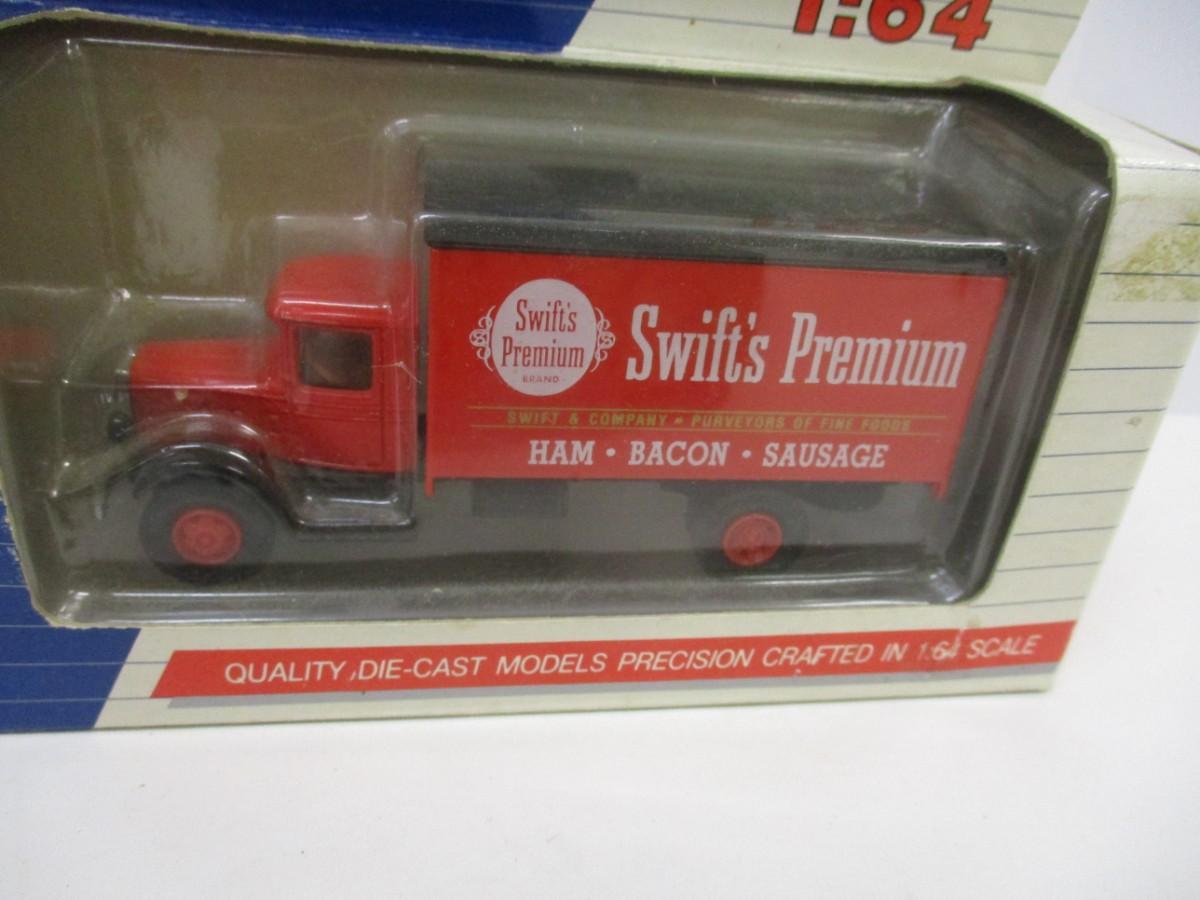 1:64
Swift's
Premium
BRAND
Swift's Premium
SWIFT & COMPANY • PURVEYORS OF FINE FOODS
HAM • BACON • SAUSAGE
QUALITY DIE-CAST MODELS PRECISION CRAFTED IN 1:64 SCALE